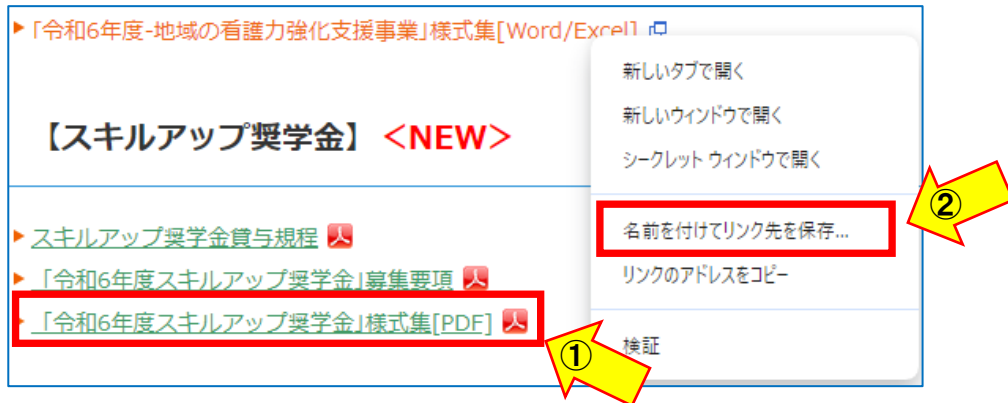 「令和6年度-地域の看護力強化支援事業」様式集[Word/Excel]
【スキルアップ奨学金】＜NEW＞
スキルアップ奨学金貸与規程
「令和6年度スキルアップ奨学金」募集要項
「令和6年度スキルアップ奨学金」様式集[PDF]
①
新しいタブで開く
新しいウィンドウで開く
シークレット ウィンドウで開く
名前を付けてリンク先を保存...
②
リンクのアドレスをコピー
検証